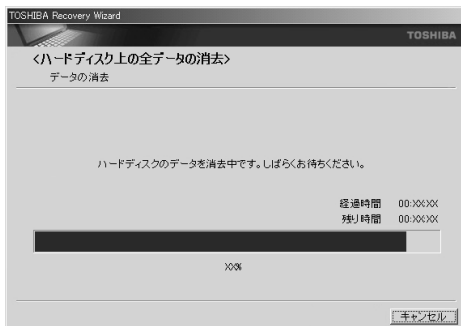 TOSHIBA Recovery Wizard
TOSHIBA
<ハードディスク上の全データの消去>
データの消去
ハードディスクのデータを消去中です。しばらくお待ちください。
経過時間 00:XX:XX
残り時間 00:XX:XX
XX%
キャンセル